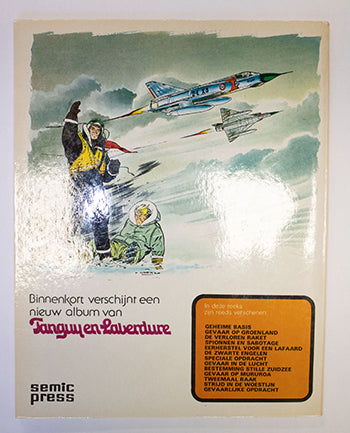 Binnenkort verschijnt een
nieuw album van
Tanguy en Laverdure
In deze reeks
zijn reeds verschenen:
GEHEIME BASIS
GEVAAR OP GROENLAND
DE VERLOREN RAKET
SPIONNEN EN SABOTAGE
EERHERSTEL VOOR EEN LAFAARD
DE ZWARTE ENGELEN
SPECIALE OPDRACHT
GEVAAR IN DE LUCHT
BESTEMMING STILLE ZUIDZEE
GEVAAR OP MURUROA
TWEEMAAL RAAK
STRIJD IN DE WOESTIJN
GEVAARLIJKE OPDRACHT
semic
press